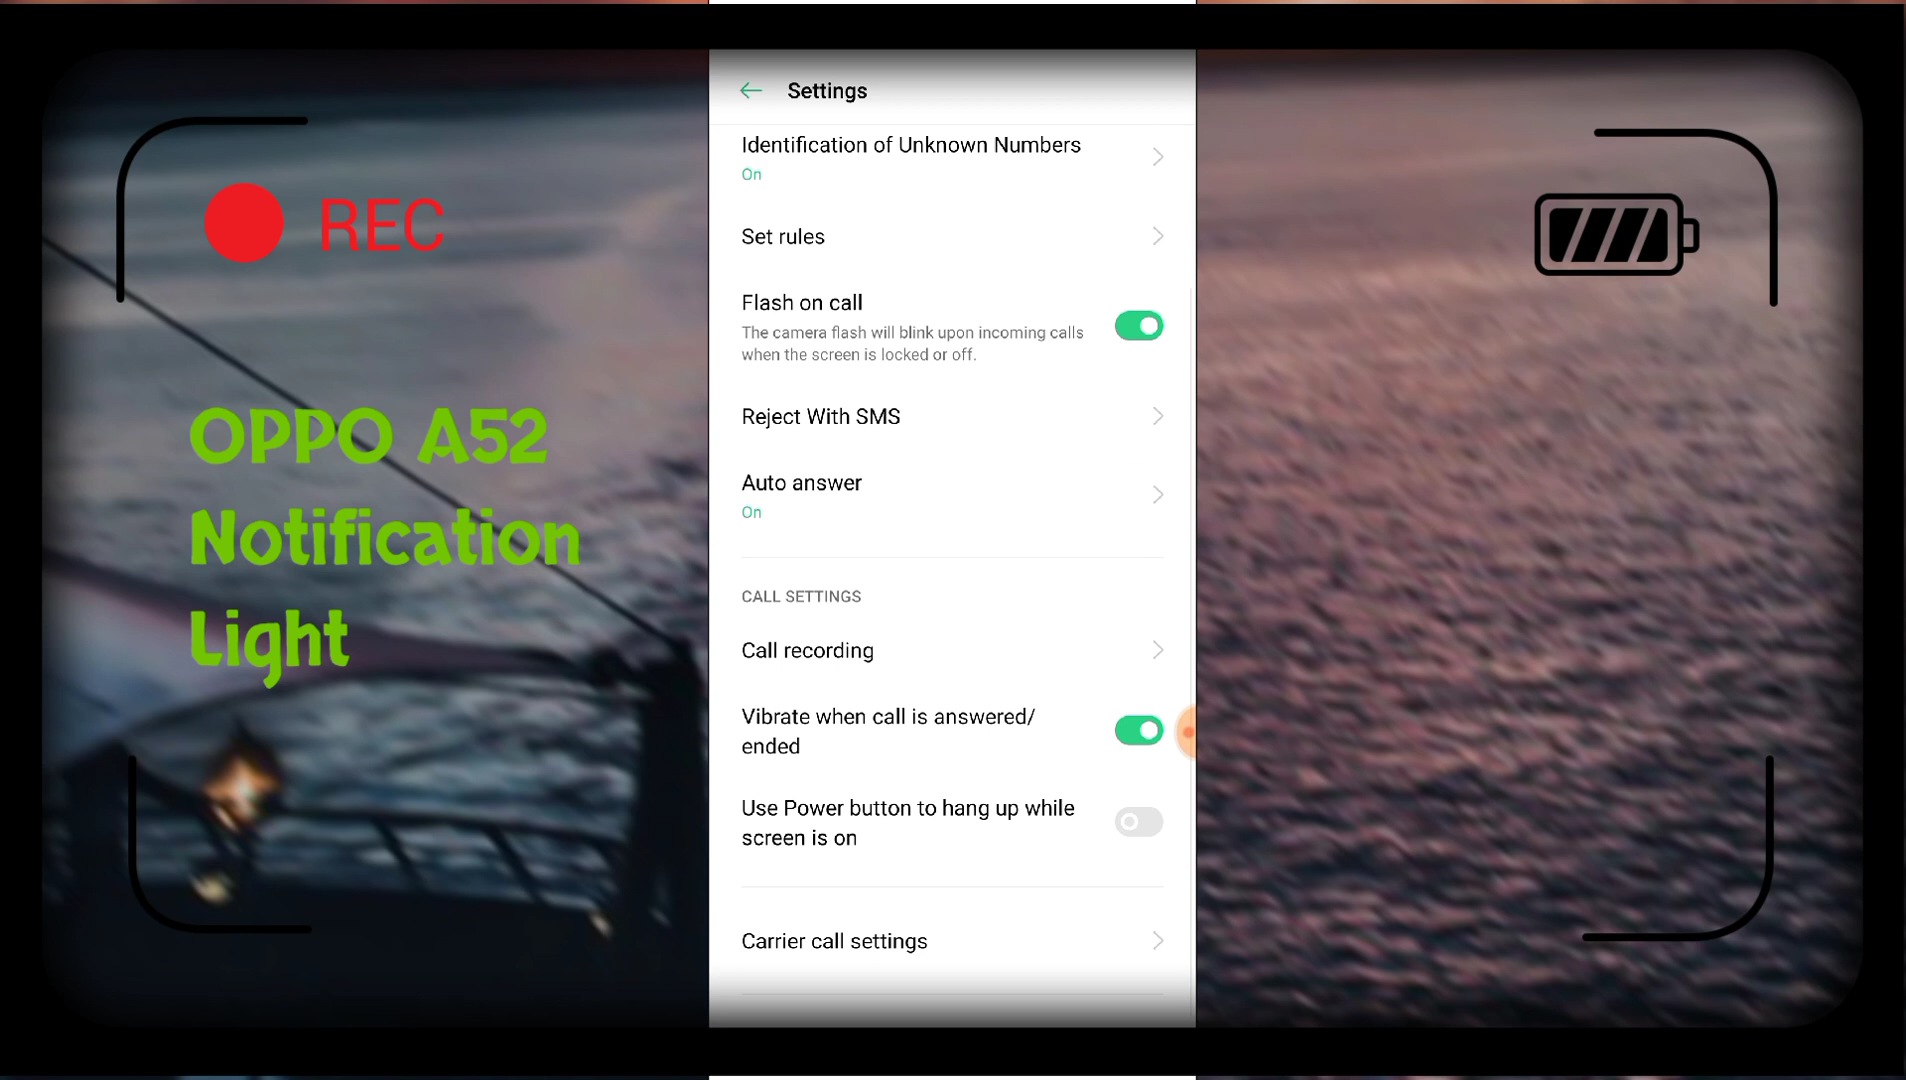 REC
OPPO A52
Notification
Light
Settings
Identification of Unknown Numbers
On
Set rules
Flash on call
The camera flash will blink upon incoming calls
when the screen is locked or off.
Reject With SMS
Auto answer
On
CALL SETTINGS
Call recording
Vibrate when call is answered/
ended
Use Power button to hang up while
screen is on
Carrier call settings